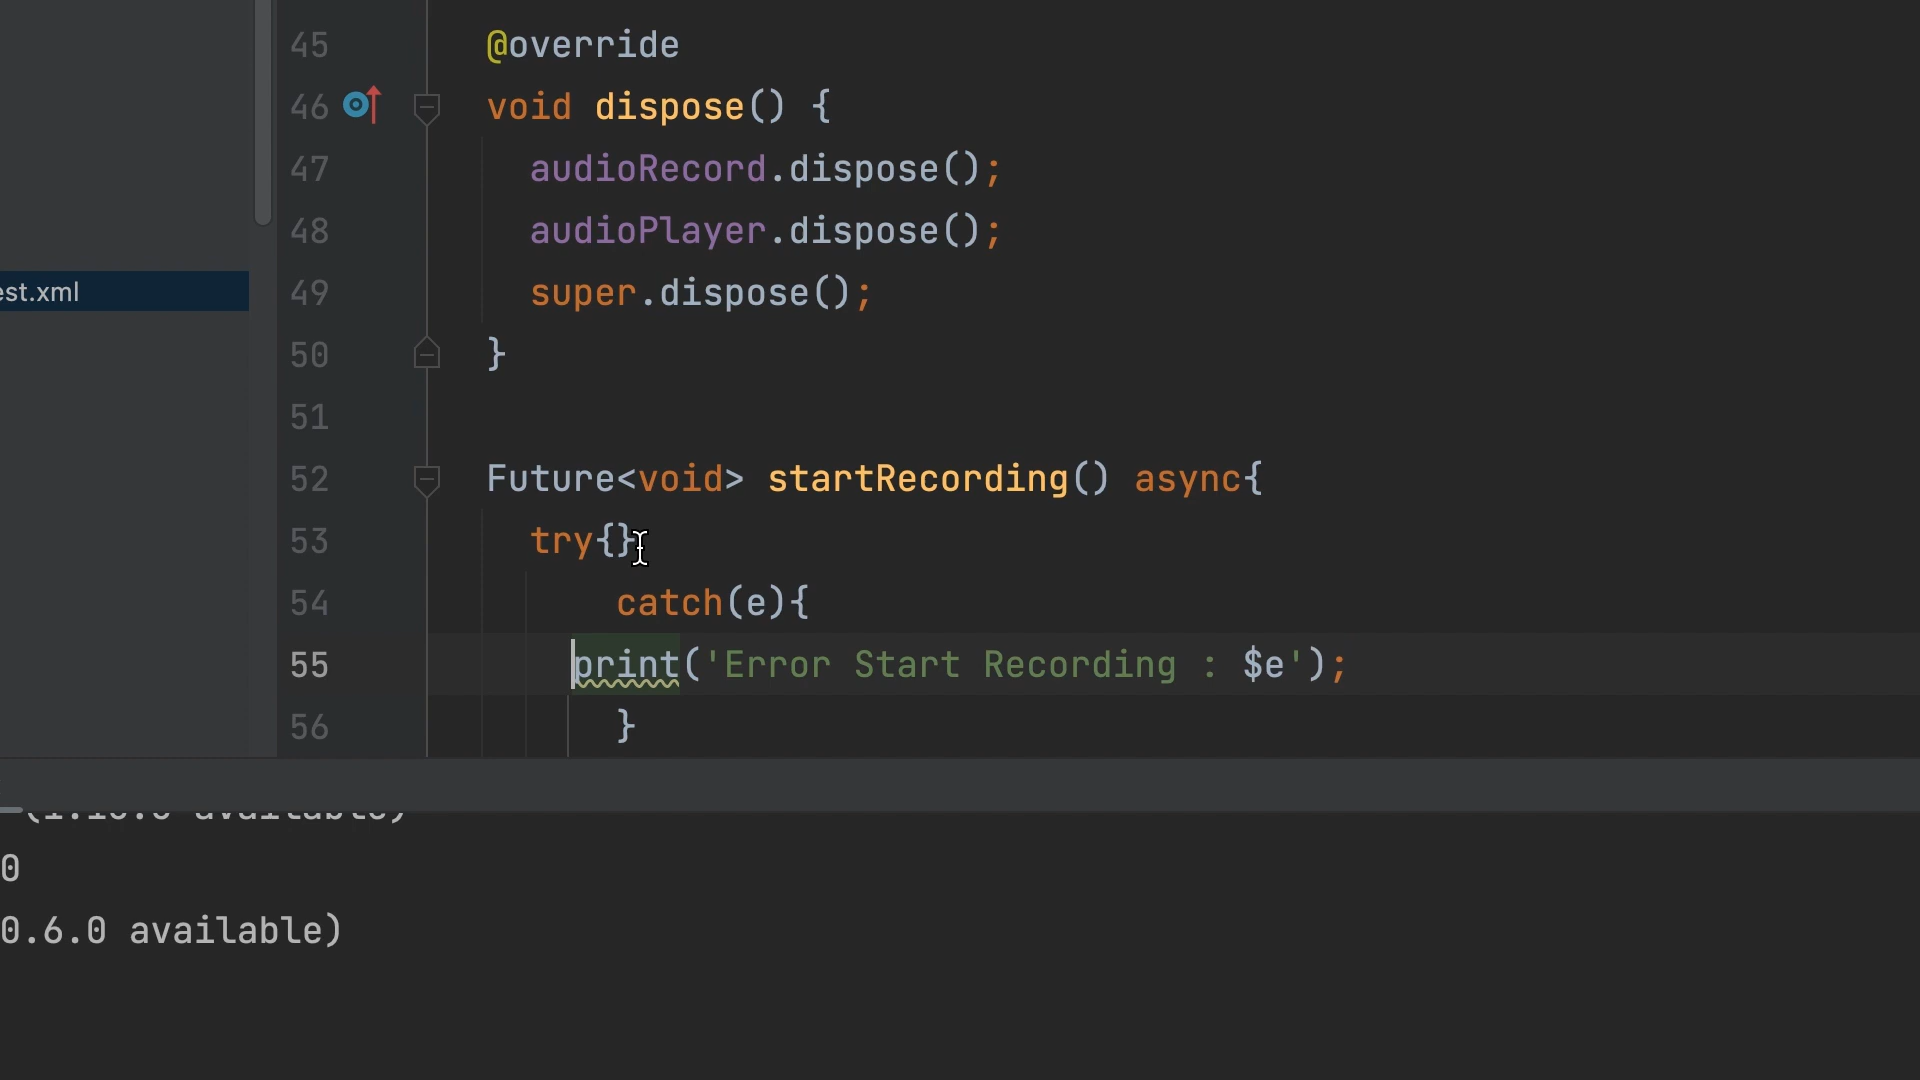 45 @override
46 void dispose() {
47 audioRecord.dispose();
48 audioPlayer.dispose();
49 super.dispose();
50 }
51
52 Future<void> startRecording() async{
53 try{}
54 catch(e){
55 print('Error Start Recording : $e');
56 }
est.xml
available)
0
0.6.0 available)